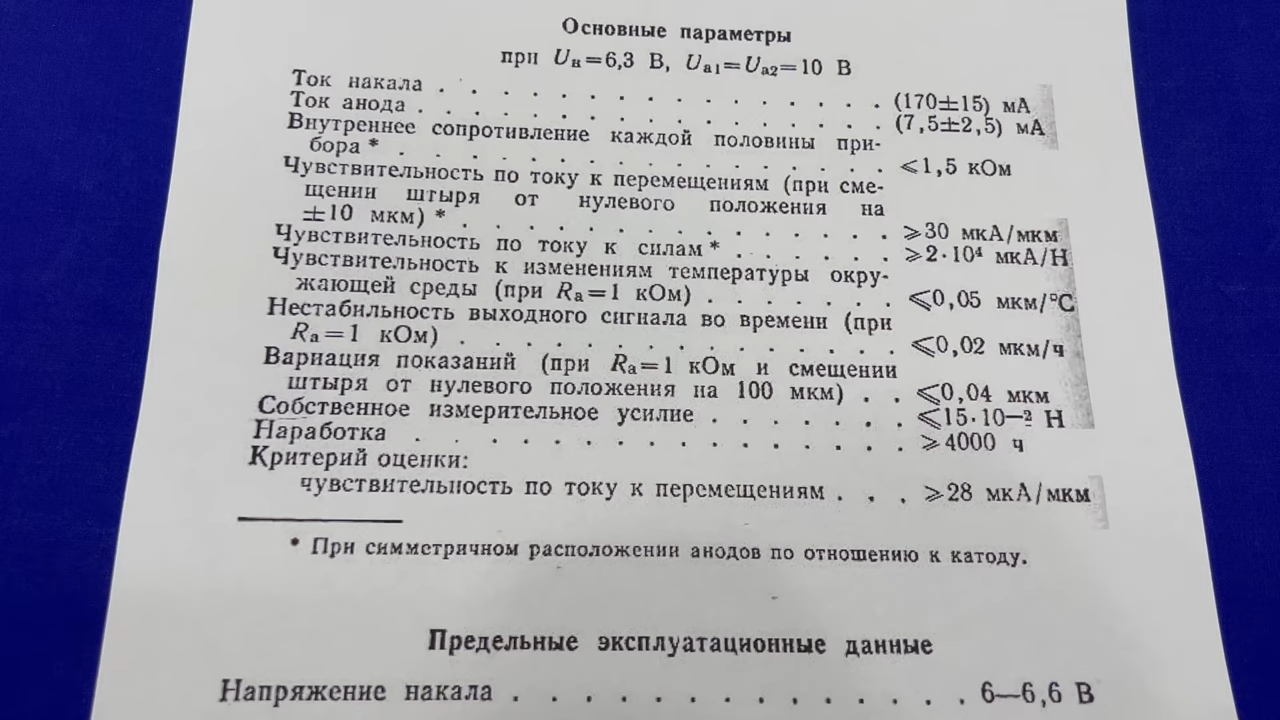 Основные параметры
при Uн=6,3 В, Uа1=Uа2=10 В
Ток накала . . . . . . . . . . . . . . . . (170±15) мА
Ток анода . . . . . . . . . . . . . . . . . (7,5±2,5) мА
Внутреннее сопротивление каждой половины при-
бора * . . . . . . . . . . . . . . . . . ⩽1,5 кОм
Чувствительность по току к перемещениям (при сме-
щении штыря от нулевого положения на
±10 мкм) * . . . . . . . . . . . . . . . ⩾30 мкА/мкм
Чувствительность по току к силам * . . . . . . . ⩾2·10⁴ мкА/Н
Чувствительность к изменениям температуры окру-
жающей среды (при Rа=1 кОм) . . . . . . . ⩽0,05 мкм/°С
Нестабильность выходного сигнала во времени (при
Rа=1 кОм) . . . . . . . . . . . . . . . . ⩽0,02 мкм/ч
Вариация показаний (при Rа=1 кОм и смещении
штыря от нулевого положения на 100 мкм) . . ⩽0,04 мкм
Собственное измерительное усилие . . . . . . . ⩽15·10—² Н
Наработка . . . . . . . . . . . . . . . . . ⩾4000 ч
Критерий оценки:
чувствительность по току к перемещениям . . . ⩾28 мкА/мкм
* При симметричном расположении анодов по отношению к катоду.
Предельные эксплуатационные данные
Напряжение накала . . . . . . . . . . . . . . 6—6,6 В